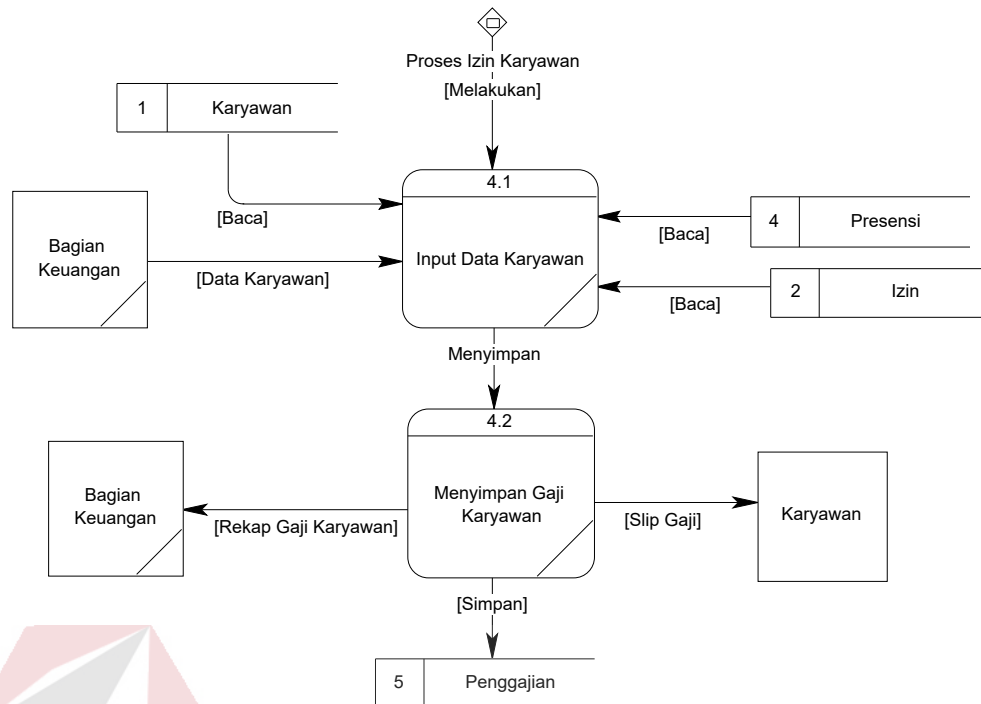 Proses Izin Karyawan
[Melakukan]
1 Karyawan
4.1
[Baca]
4 Presensi
Bagian
Keuangan
Input Data Karyawan
[Baca]
[Data Karyawan]
2 Izin
[Baca]
Menyimpan
4.2
Bagian
Keuangan
Menyimpan Gaji
Karyawan
[Rekap Gaji Karyawan]
[Slip Gaji]
Karyawan
[Simpan]
5 Penggajian